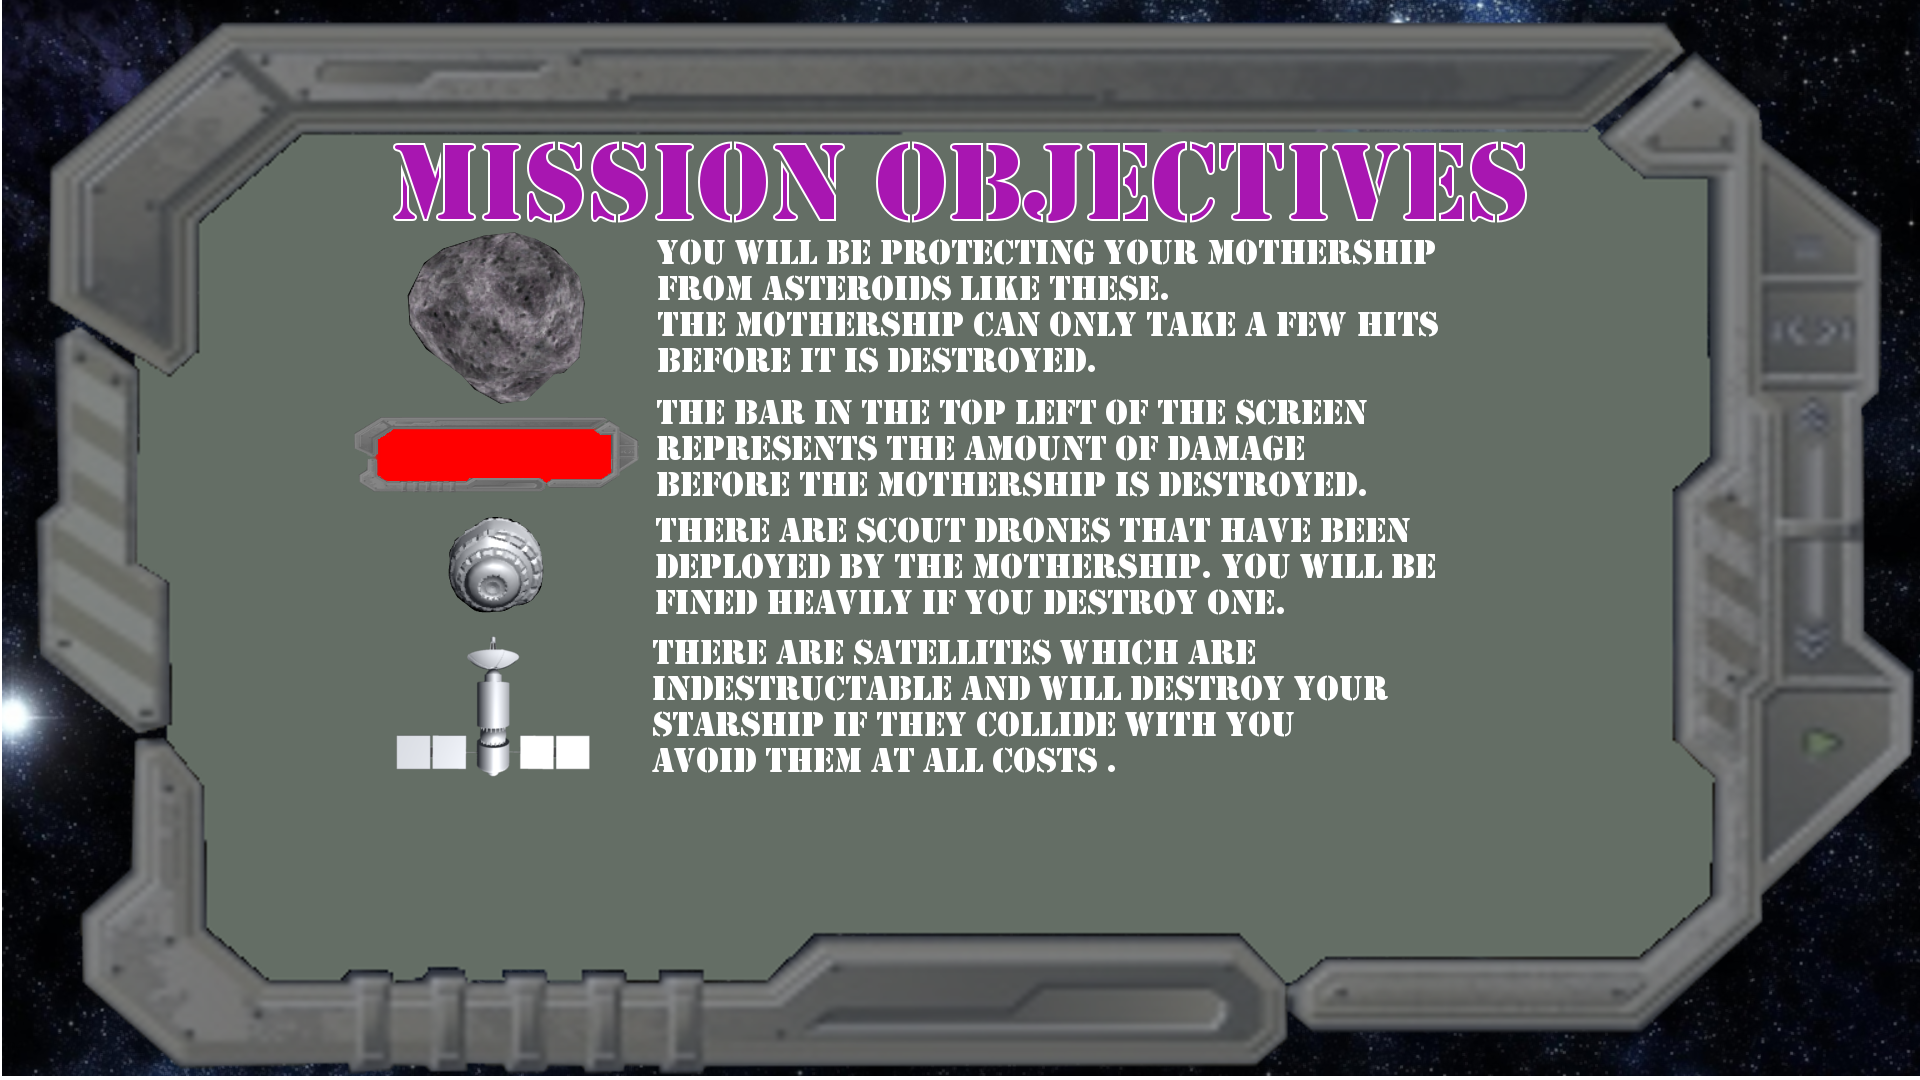 MISSION OBJECTIVES
YOU WILL BE PROTECTING YOUR MOTHERSHIP
FROM ASTEROIDS LIKE THESE.
THE MOTHERSHIP CAN ONLY TAKE A FEW HITS
BEFORE IT IS DESTROYED.
THE BAR IN THE TOP LEFT OF THE SCREEN
REPRESENTS THE AMOUNT OF DAMAGE
BEFORE THE MOTHERSHIP IS DESTROYED.
THERE ARE SCOUT DRONES THAT HAVE BEEN
DEPLOYED BY THE MOTHERSHIP. YOU WILL BE
FINED HEAVILY IF YOU DESTROY ONE.
THERE ARE SATELLITES WHICH ARE
INDESTRUCTABLE AND WILL DESTROY YOUR
STARSHIP IF THEY COLLIDE WITH YOU
AVOID THEM AT ALL COSTS .